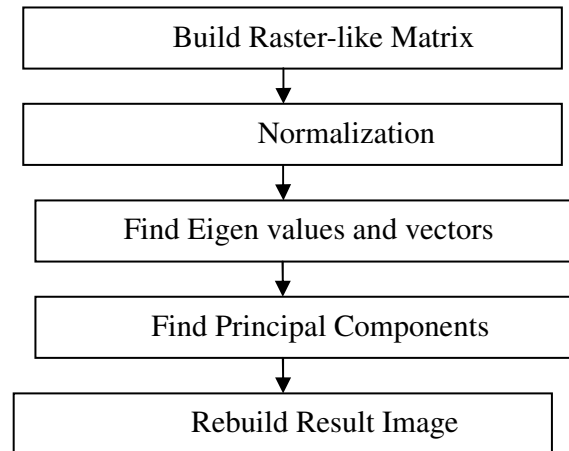 Build Raster-like Matrix
Normalization
Find Eigen values and vectors
Find Principal Components
Rebuild Result Image